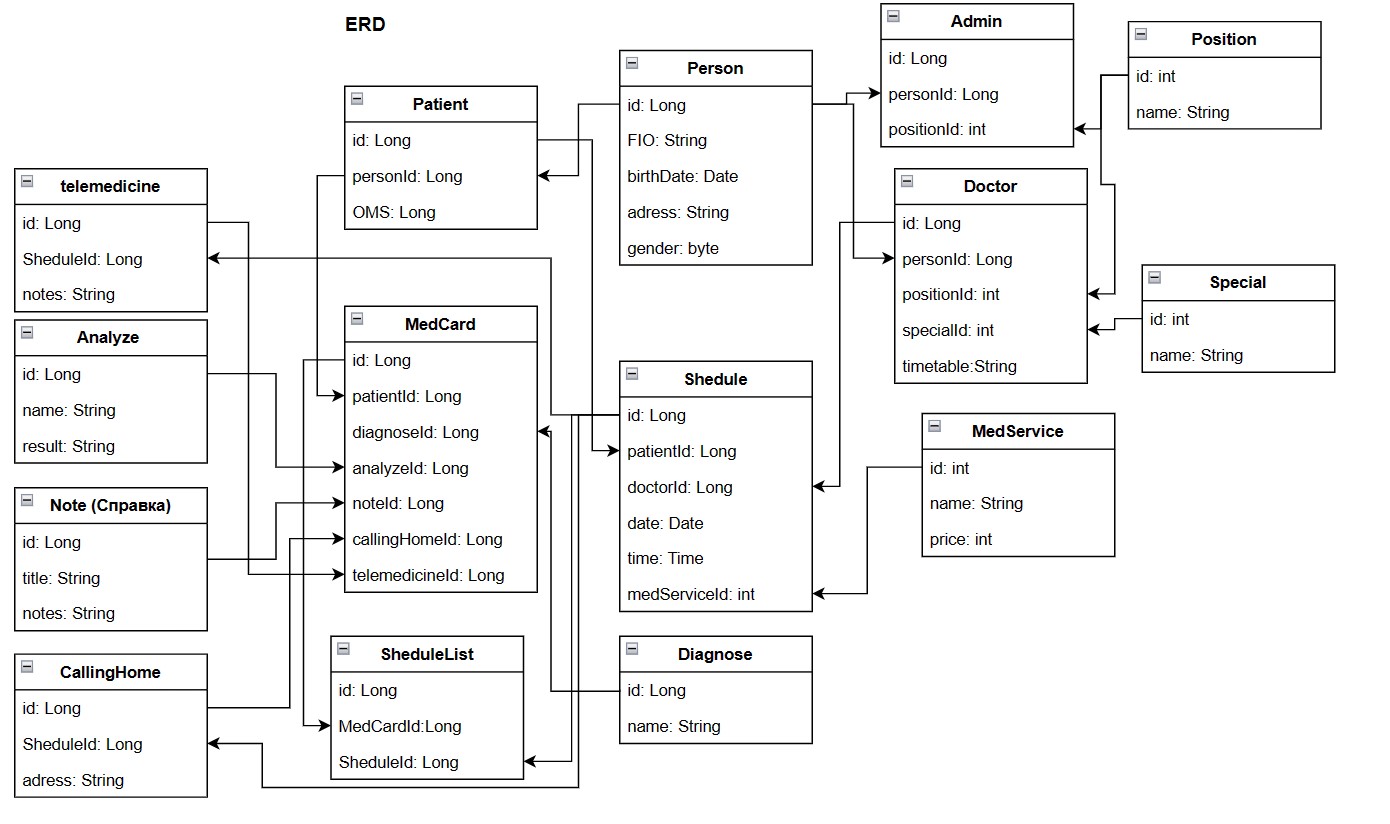 ERD
Admin
id: Long
personId: Long
positionId: int
Position
id: int
name: String
Person
id: Long
FIO: String
birthDate: Date
adress: String
gender: byte
Patient
id: Long
personId: Long
OMS: Long
telemedicine
id: Long
SheduleId: Long
notes: String
Doctor
id: Long
personId: Long
positionId: int
specialId: int
timetable:String
Special
id: int
name: String
Analyze
id: Long
name: String
result: String
MedCard
id: Long
patientId: Long
diagnoseId: Long
analyzeId: Long
noteId: Long
callingHomeId: Long
telemedicineId: Long
Shedule
id: Long
patientId: Long
doctorId: Long
date: Date
time: Time
medServiceId: int
MedService
id: int
name: String
price: int
Note (Справка)
id: Long
title: String
notes: String
CallingHome
id: Long
SheduleId: Long
adress: String
SheduleList
id: Long
MedCardId:Long
SheduleId: Long
Diagnose
id: Long
name: String